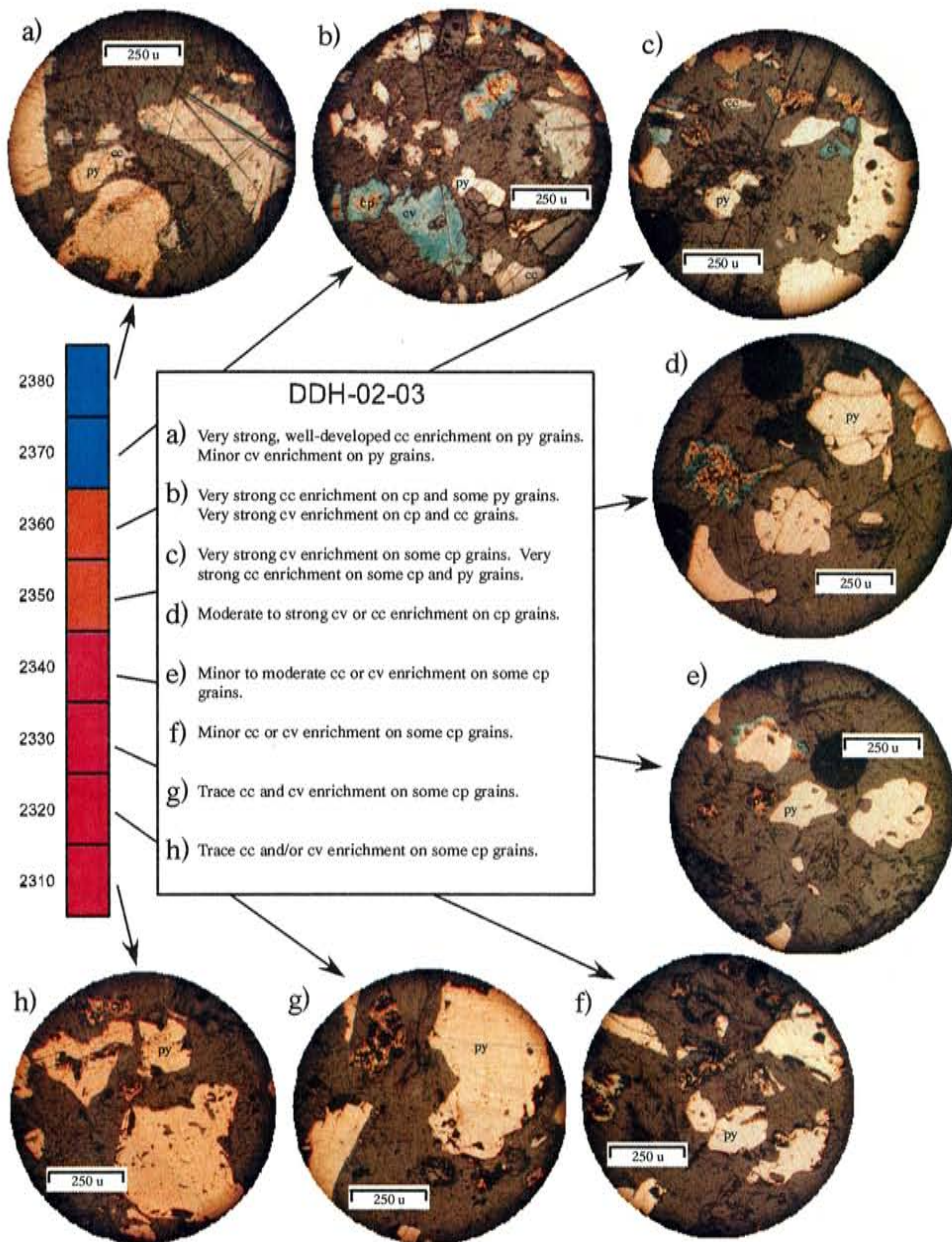 a)
250 u
cc
py
b)
py
250 u
cp
cv
cc
c)
cc
cv
py
250 u
2380
2370
2360
2350
2340
2330
2320
2310
DDH-02-03
a) Very strong, well-developed cc enrichment on py grains.
Minor cv enrichment on py grains.
b) Very strong cc enrichment on cp and some py grains.
Very strong cv enrichment on cp and cc grains.
c) Very strong cv enrichment on some cp grains. Very
strong cc enrichment on some cp and py grains.
d) Moderate to strong cv or cc enrichment on cp grains.
e) Minor to moderate cc or cv enrichment on some cp
grains.
f) Minor cc or cv enrichment on some cp grains.
g) Trace cc and cv enrichment on some cp grains.
h) Trace cc and/or cv enrichment on some cp grains.
d)
py
250 u
e)
250 u
py
h)
py
250 u
g)
py
250 u
f)
py
250 u